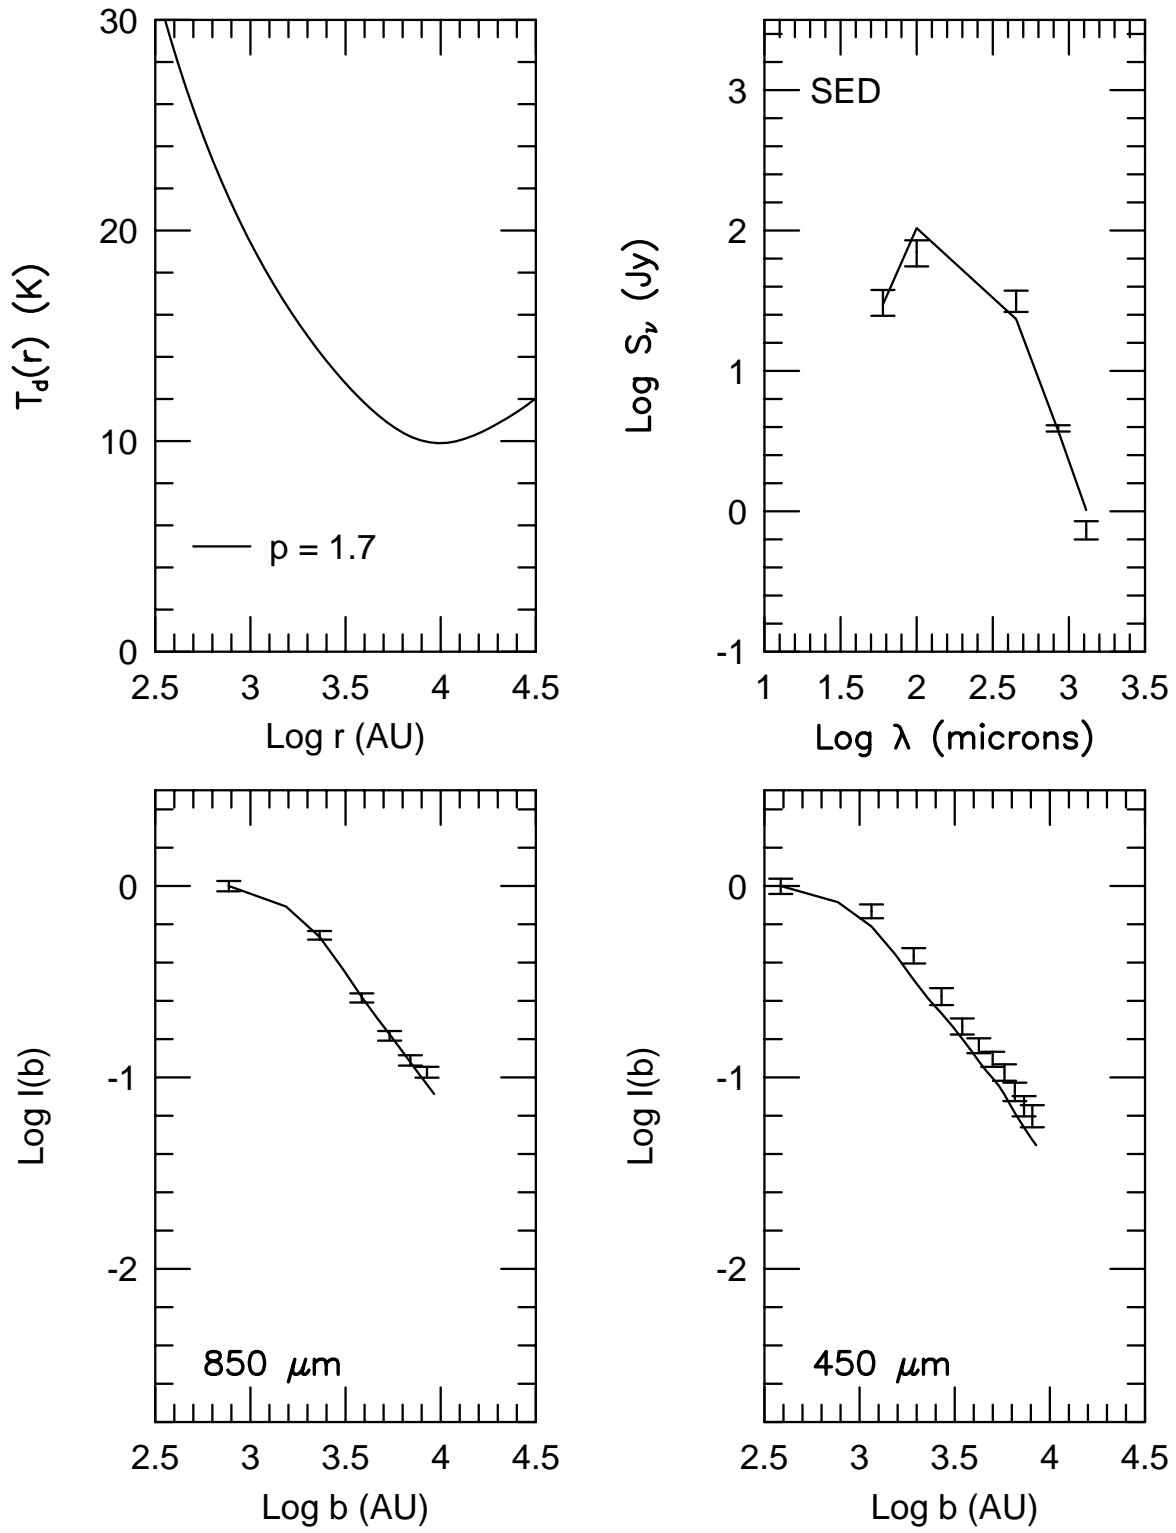 30
20
10
0
T_d(r) (K)
p = 1.7
2.5 3 3.5 4 4.5
Log r (AU)
3
2
1
0
-1
Log S_ν (Jy)
SED
1 1.5 2 2.5 3 3.5
Log λ (microns)
0
-1
-2
Log I(b)
850 μm
2.5 3 3.5 4 4.5
Log b (AU)
0
-1
-2
Log I(b)
450 μm
2.5 3 3.5 4 4.5
Log b (AU)